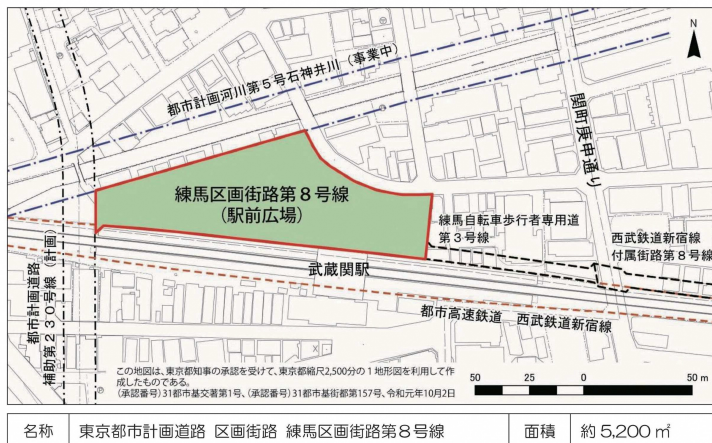 N
都市計画河川第5号石神井川（事業中）
関町庚申通り
練馬区画街路第8号線
（駅前広場）
練馬自転車歩行者専用道
第3号線
西武鉄道新宿線
付属街路第8号線
武蔵関駅
都市計画道路
補助第230号線（計画）
都市高速鉄道　西武鉄道新宿線
この地図は、東京都知事の承認を受けて、東京都縮尺2,500分の1地形図を利用して作
成したものである。
（承認番号）31都市基交著第1号、（承認番号）31都市基街都第157号、令和元年10月2日
50 25 0 50 m
名称 東京都市計画道路 区画街路 練馬区画街路第8号線 面積 約5,200㎡